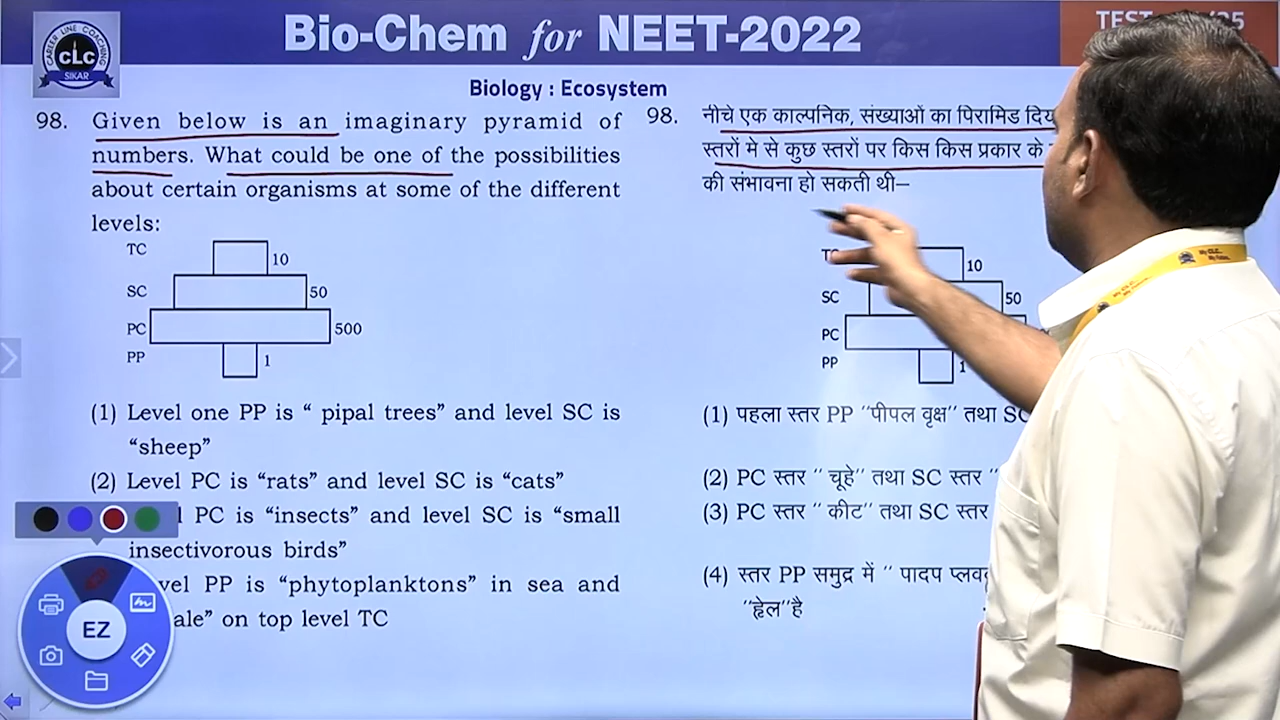 CAREER LINE COACHING
CLC
SIKAR
Bio-Chem for NEET-2022
Biology : Ecosystem
98. Given below is an imaginary pyramid of
numbers. What could be one of the possibilities
about certain organisms at some of the different
levels:
TC 10
SC 50
PC 500
PP 1
(1) Level one PP is “ pipal trees” and level SC is
“sheep”
(2) Level PC is “rats” and level SC is “cats”
PC is “insects” and level SC is “small
insectivorous birds”
PP is “phytoplanktons” in sea and
on top level TC
EZ
98. नीचे एक काल्पनिक, संख्याओं का पिरामिड
स्तरों मे से कुछ स्तरों पर किस किस प्रकार के
की संभावना हो सकती थी–
10
SC 50
PC
PP 1
(1) पहला स्तर PP ‘‘पीपल वृक्ष’’ तथा
(2) PC स्तर ‘‘ चूहे’’ तथा SC स्तर ‘‘
(3) PC स्तर ‘‘ कीट’’ तथा SC स्तर
(4) स्तर PP समुद्र में ‘‘ पादप
‘‘ह्वेल’’है